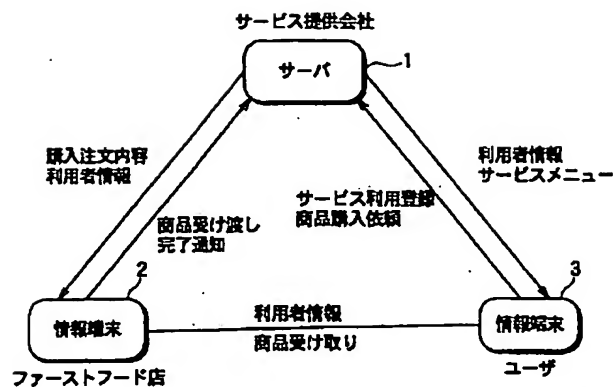 サービス提供会社
サーバ
1
購入注文内容
利用者情報
利用者情報
サービスメニュー
サービス利用登録
商品購入依頼
商品受け渡し
完了通知
2
3
情報端末
利用者情報
商品受け取り
情報端末
ファーストフード店
ユーザ